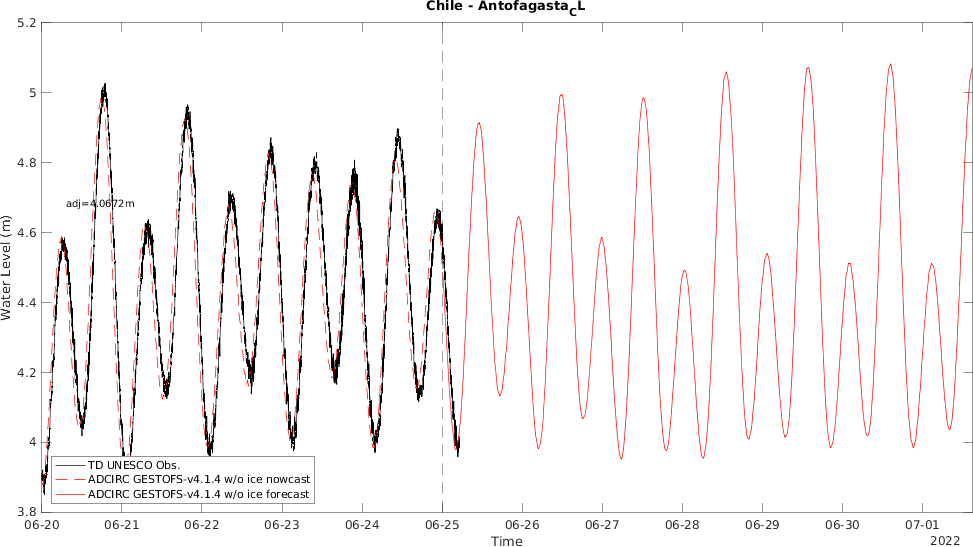 Chile - Antofagasta_CL
5.2
5
4.8
adj=4.0672m
4.6
4.4
4.2
4
3.8
Water Level (m)
TD UNESCO Obs.
ADCIRC GESTOFS-v4.1.4 w/o ice nowcast
ADCIRC GESTOFS-v4.1.4 w/o ice forecast
06-20 06-21 06-22 06-23 06-24 06-25 06-26 06-27 06-28 06-29 06-30 07-01
Time
2022